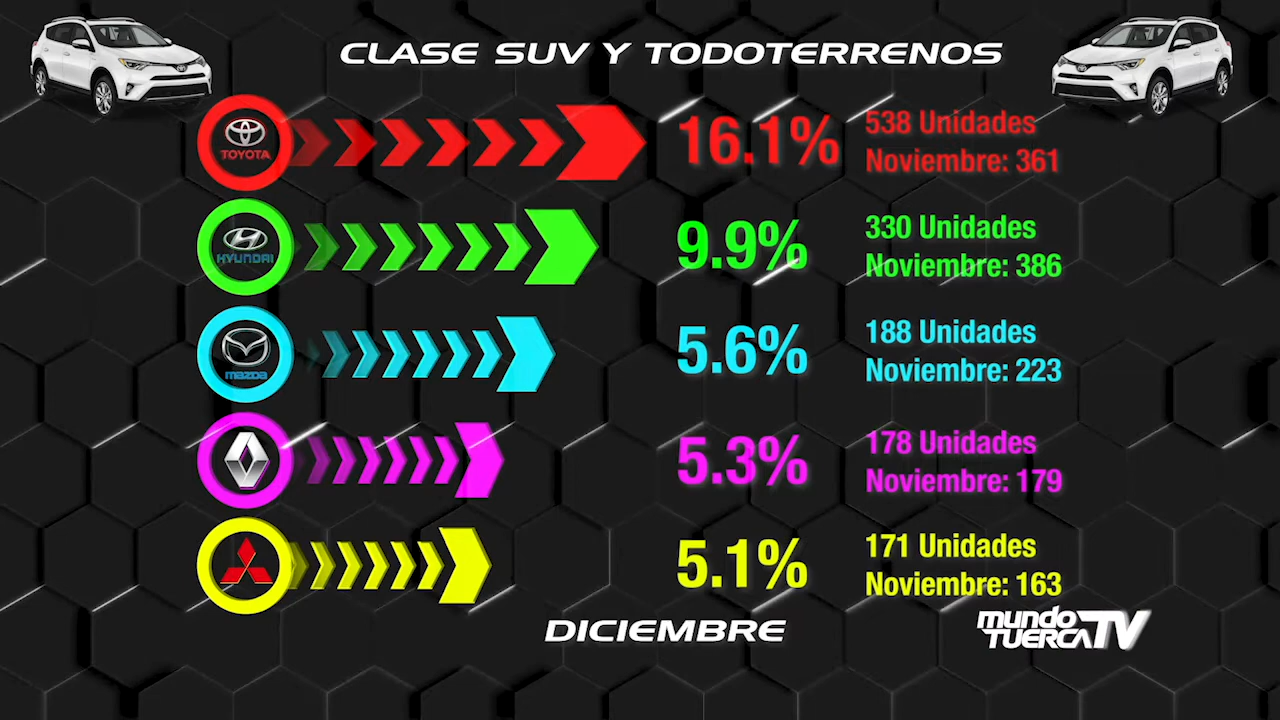 CLASE SUV Y TODOTERRENOS
TOYOTA
16.1%
538 Unidades
Noviembre: 361
HYUNDAI
9.9%
330 Unidades
Noviembre: 386
mazda
5.6%
188 Unidades
Noviembre: 223
5.3%
178 Unidades
Noviembre: 179
5.1%
171 Unidades
Noviembre: 163
DICIEMBRE
mundo
TUERCA TV